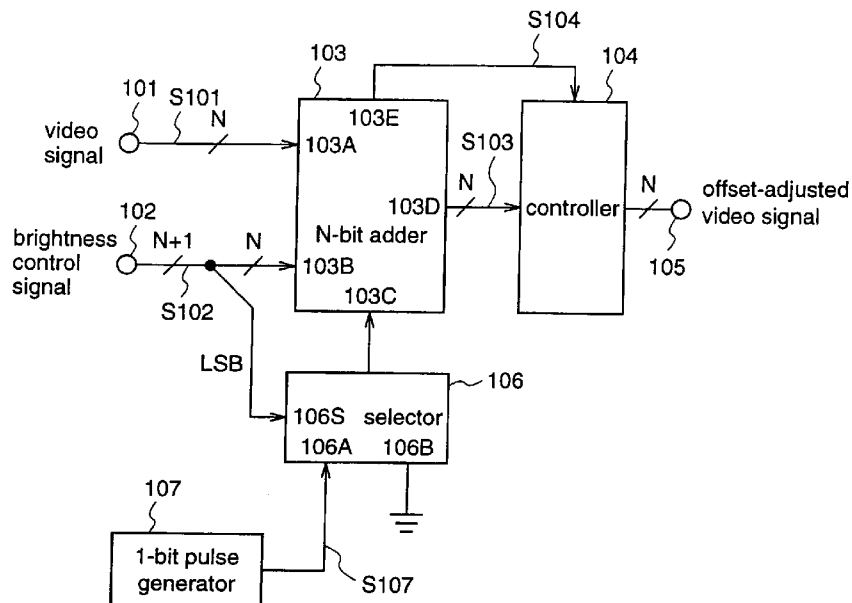 S104
103
104
101
S101
N
103E
video
signal
103A
S103
N
103D
controller
N
offset-adjusted
video signal
102
N+1
N
N-bit adder
105
brightness
control
signal
103B
S102
103C
LSB
106
106S
selector
106A
106B
107
1-bit pulse
generator
S107